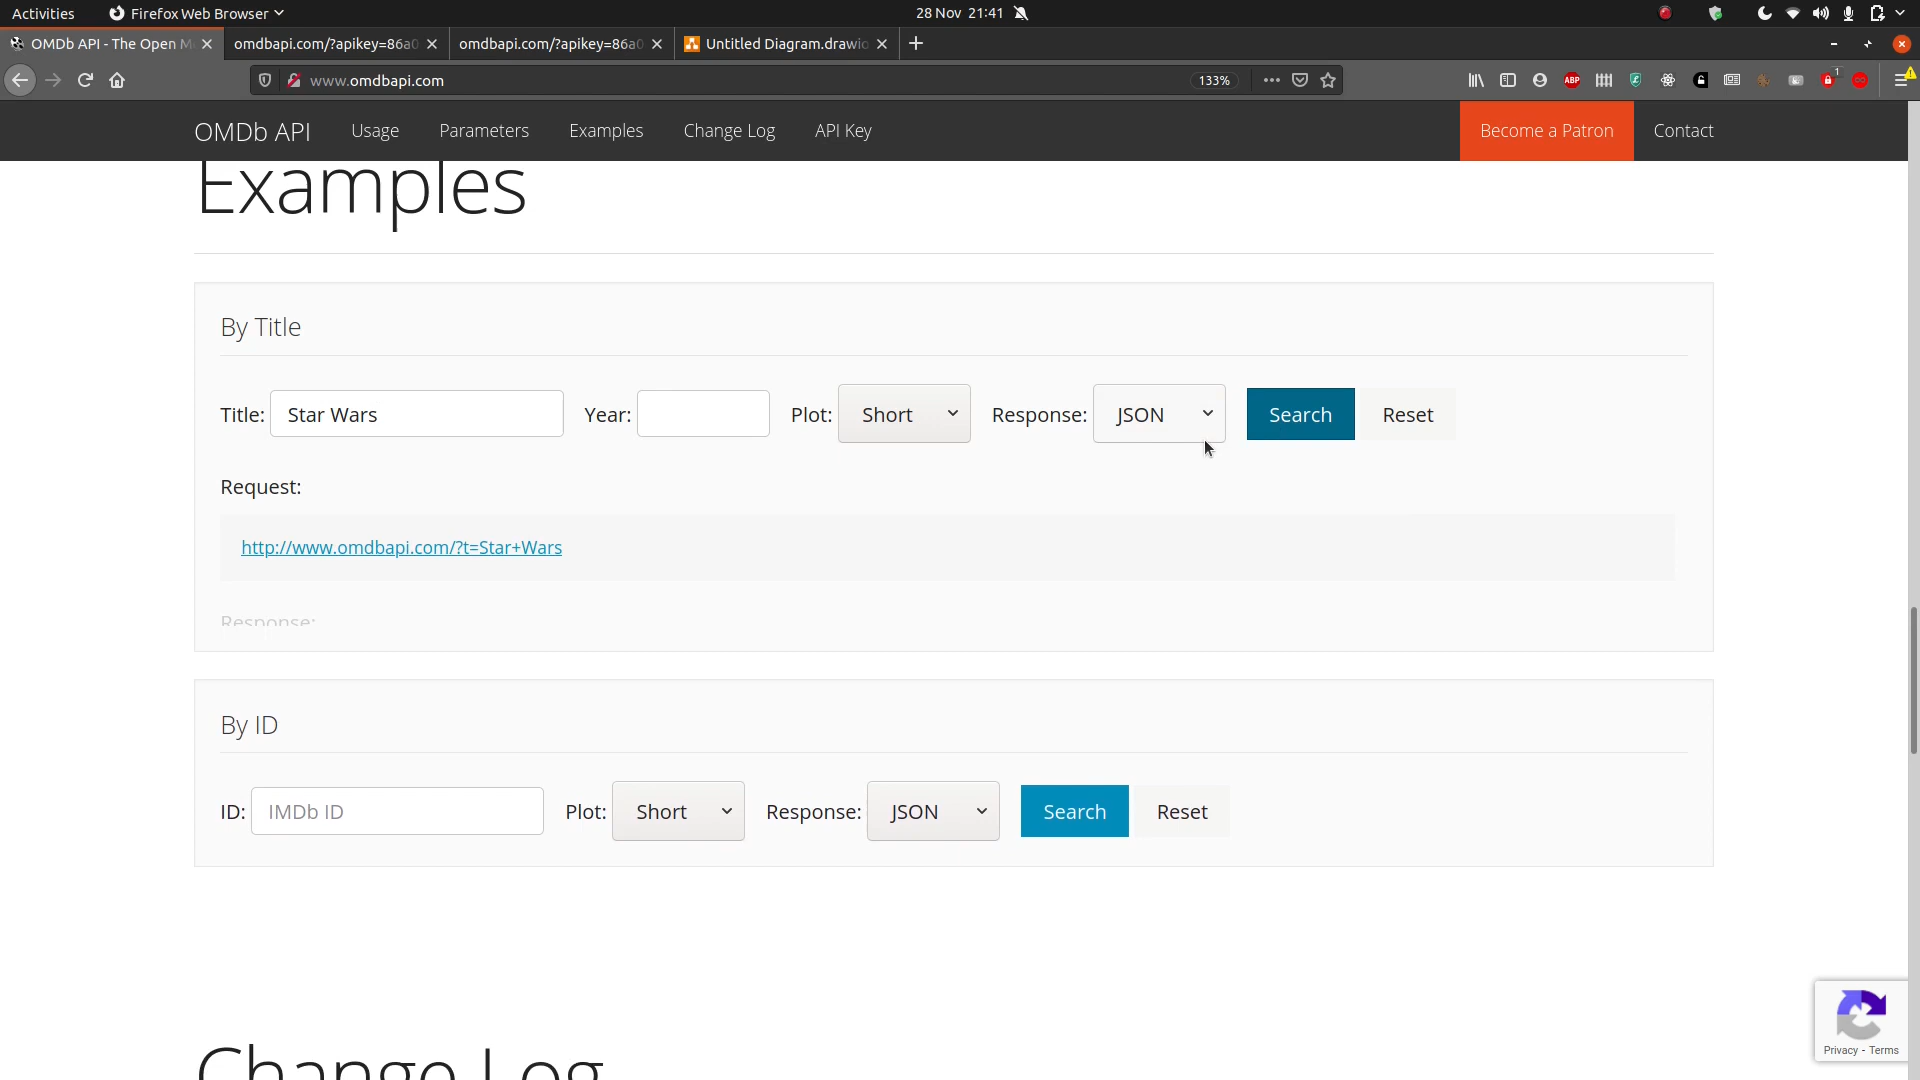 Activities Firefox Web Browser 28 Nov 21:41
OMDb API - The Open M omdbapi.com/?apikey=86a0 omdbapi.com/?apikey=86a0 Untitled Diagram.drawio
www.omdbapi.com 133% ABP 1
OMDb API Usage Parameters Examples Change Log API Key Become a Patron Contact
Examples
By Title
Title: Star Wars Year: Plot: Short Response: JSON Search Reset
Request:
http://www.omdbapi.com/?t=Star+Wars
Response:
By ID
ID: IMDb ID Plot: Short Response: JSON Search Reset
Change Log
Privacy - Terms